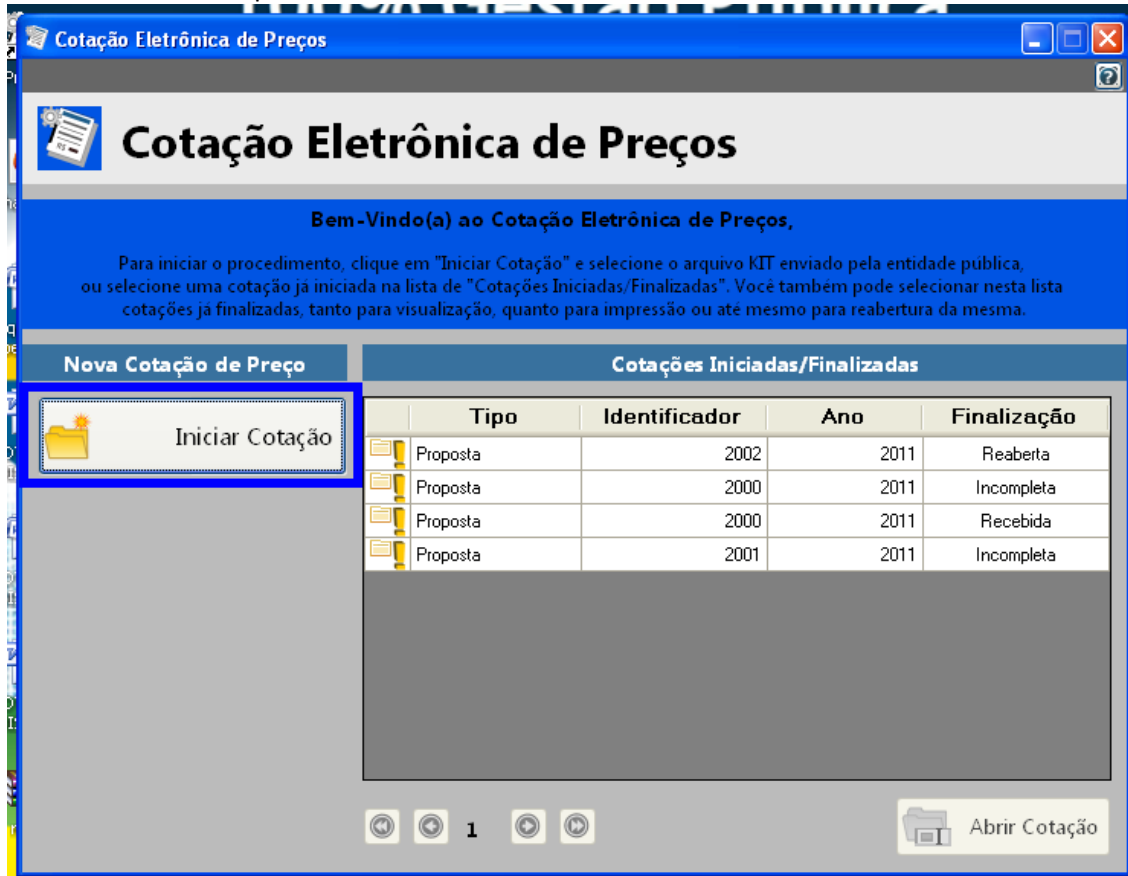 100% Gestão Pública
Cotação Eletrônica de Preços
Cotação Eletrônica de Preços
Bem-Vindo(a) ao Cotação Eletrônica de Preços,
Para iniciar o procedimento, clique em "Iniciar Cotação" e selecione o arquivo KIT enviado pela entidade pública,
ou selecione uma cotação já iniciada na lista de "Cotações Iniciadas/Finalizadas". Você também pode selecionar nesta lista
cotações já finalizadas, tanto para visualização, quanto para impressão ou até mesmo para reabertura da mesma.
Nova Cotação de Preço
Cotações Iniciadas/Finalizadas
Iniciar Cotação
Tipo Identificador Ano Finalização
Proposta 2002 2011 Reaberta
Proposta 2000 2011 Incompleta
Proposta 2000 2011 Recebida
Proposta 2001 2011 Incompleta
1
Abrir Cotação